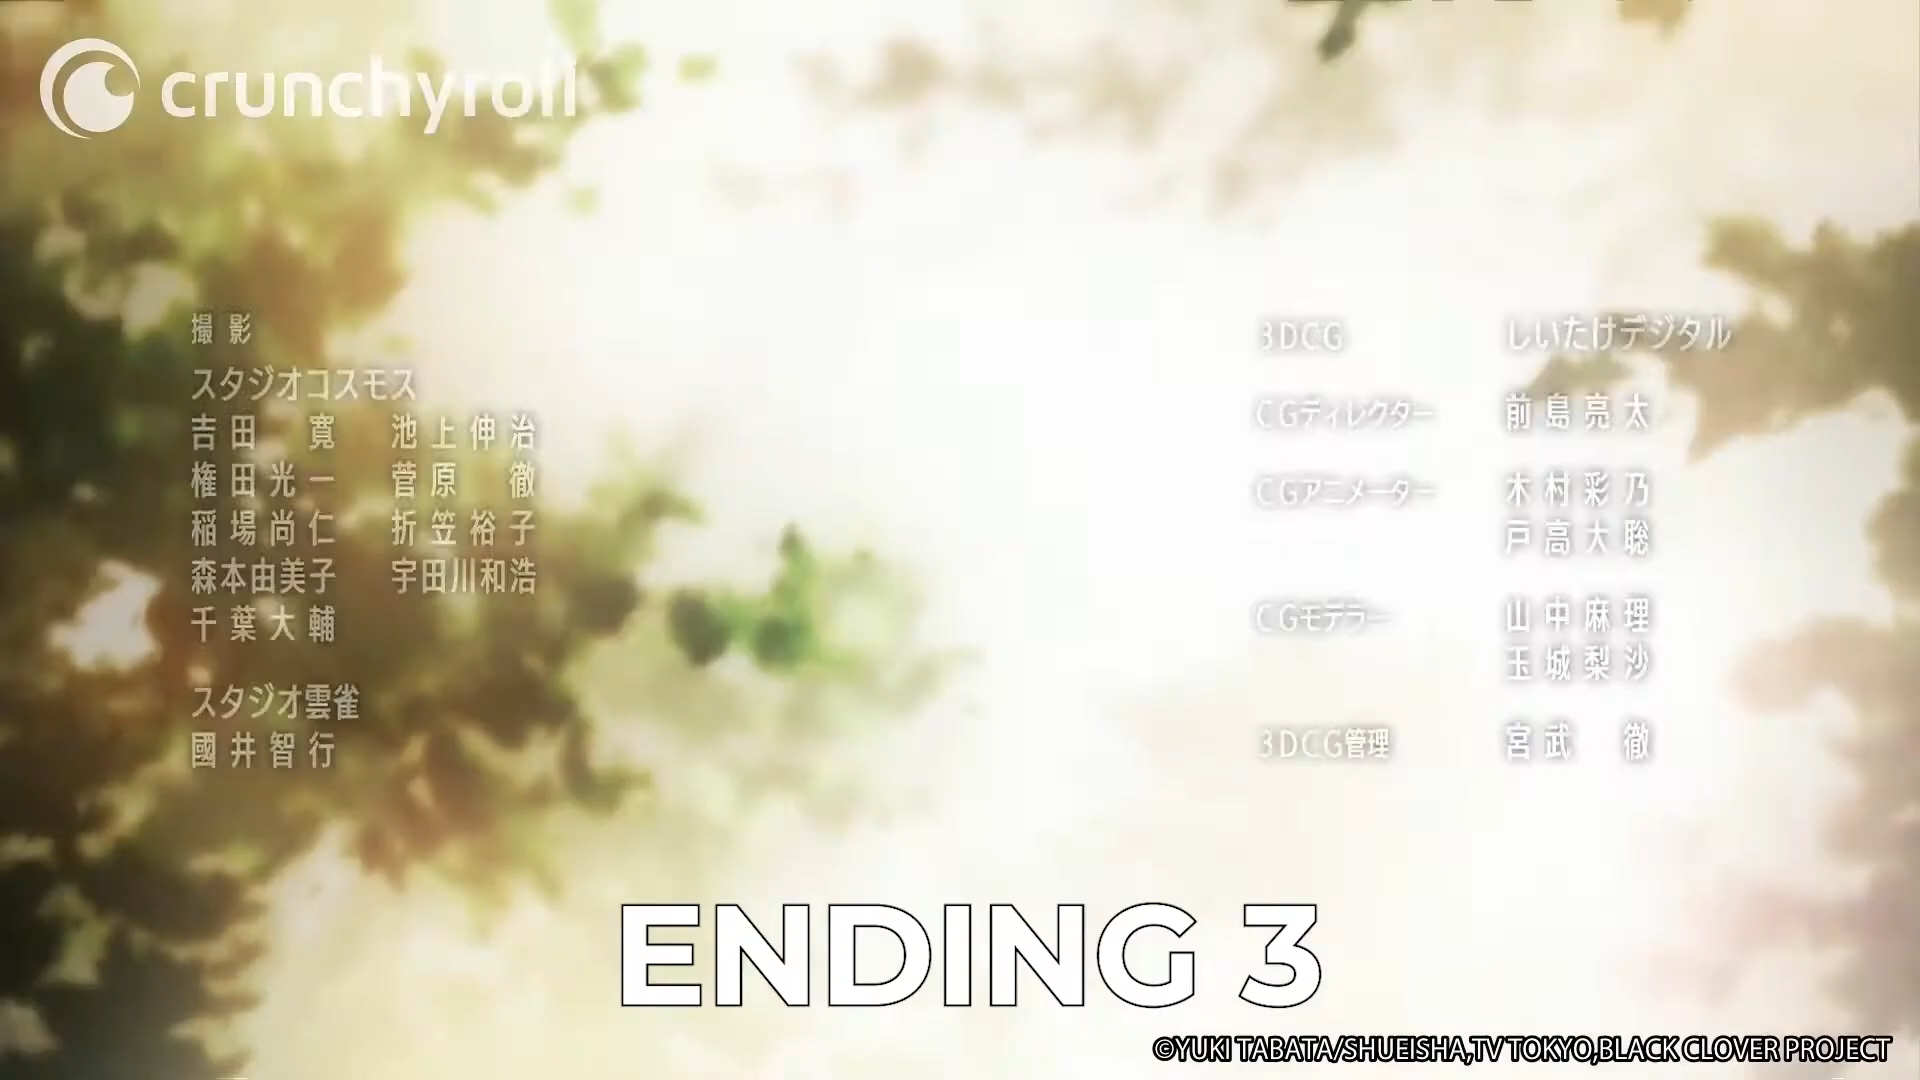 crunchyroll
撮影
スタジオコスモス
吉田 寛 池上伸治
権田光一 菅原 徹
稲場尚仁 折笠裕子
森本由美子 宇田川和浩
千葉大輔
スタジオ雲雀
國井智行
3DCG しいたけデジタル
CGディレクター 前島亮太
CGアニメーター 木村彩乃
戸高大聡
CGモデラー 山中麻理
玉城梨沙
3DCG管理 宮武 徹
ENDING 3
©YUKI TABATA/SHUEISHA,TV TOKYO,BLACK CLOVER PROJECT